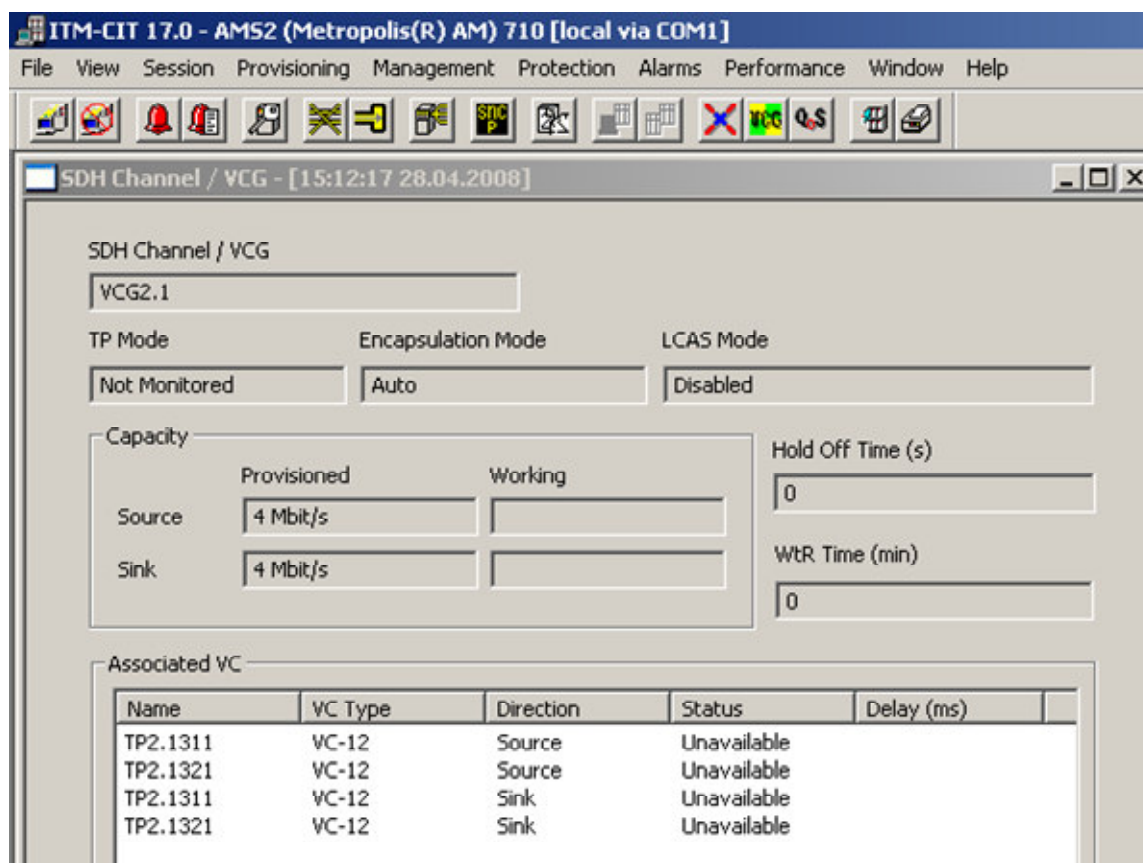 ITM-CIT 17.0 - AMS2 (Metropolis(R) AM) 710 [local via COM1]
File View Session Provisioning Management Protection Alarms Performance Window Help
SNC P VCG QoS
SDH Channel / VCG - [15:12:17 28.04.2008]
SDH Channel / VCG
VCG2.1
TP Mode Encapsulation Mode LCAS Mode
Not Monitored Auto Disabled
Capacity
Hold Off Time (s)
Provisioned Working
0
Source 4 Mbit/s
WtR Time (min)
Sink 4 Mbit/s
0
Associated VC
Name VC Type Direction Status Delay (ms)
TP2.1311 VC-12 Source Unavailable
TP2.1321 VC-12 Source Unavailable
TP2.1311 VC-12 Sink Unavailable
TP2.1321 VC-12 Sink Unavailable